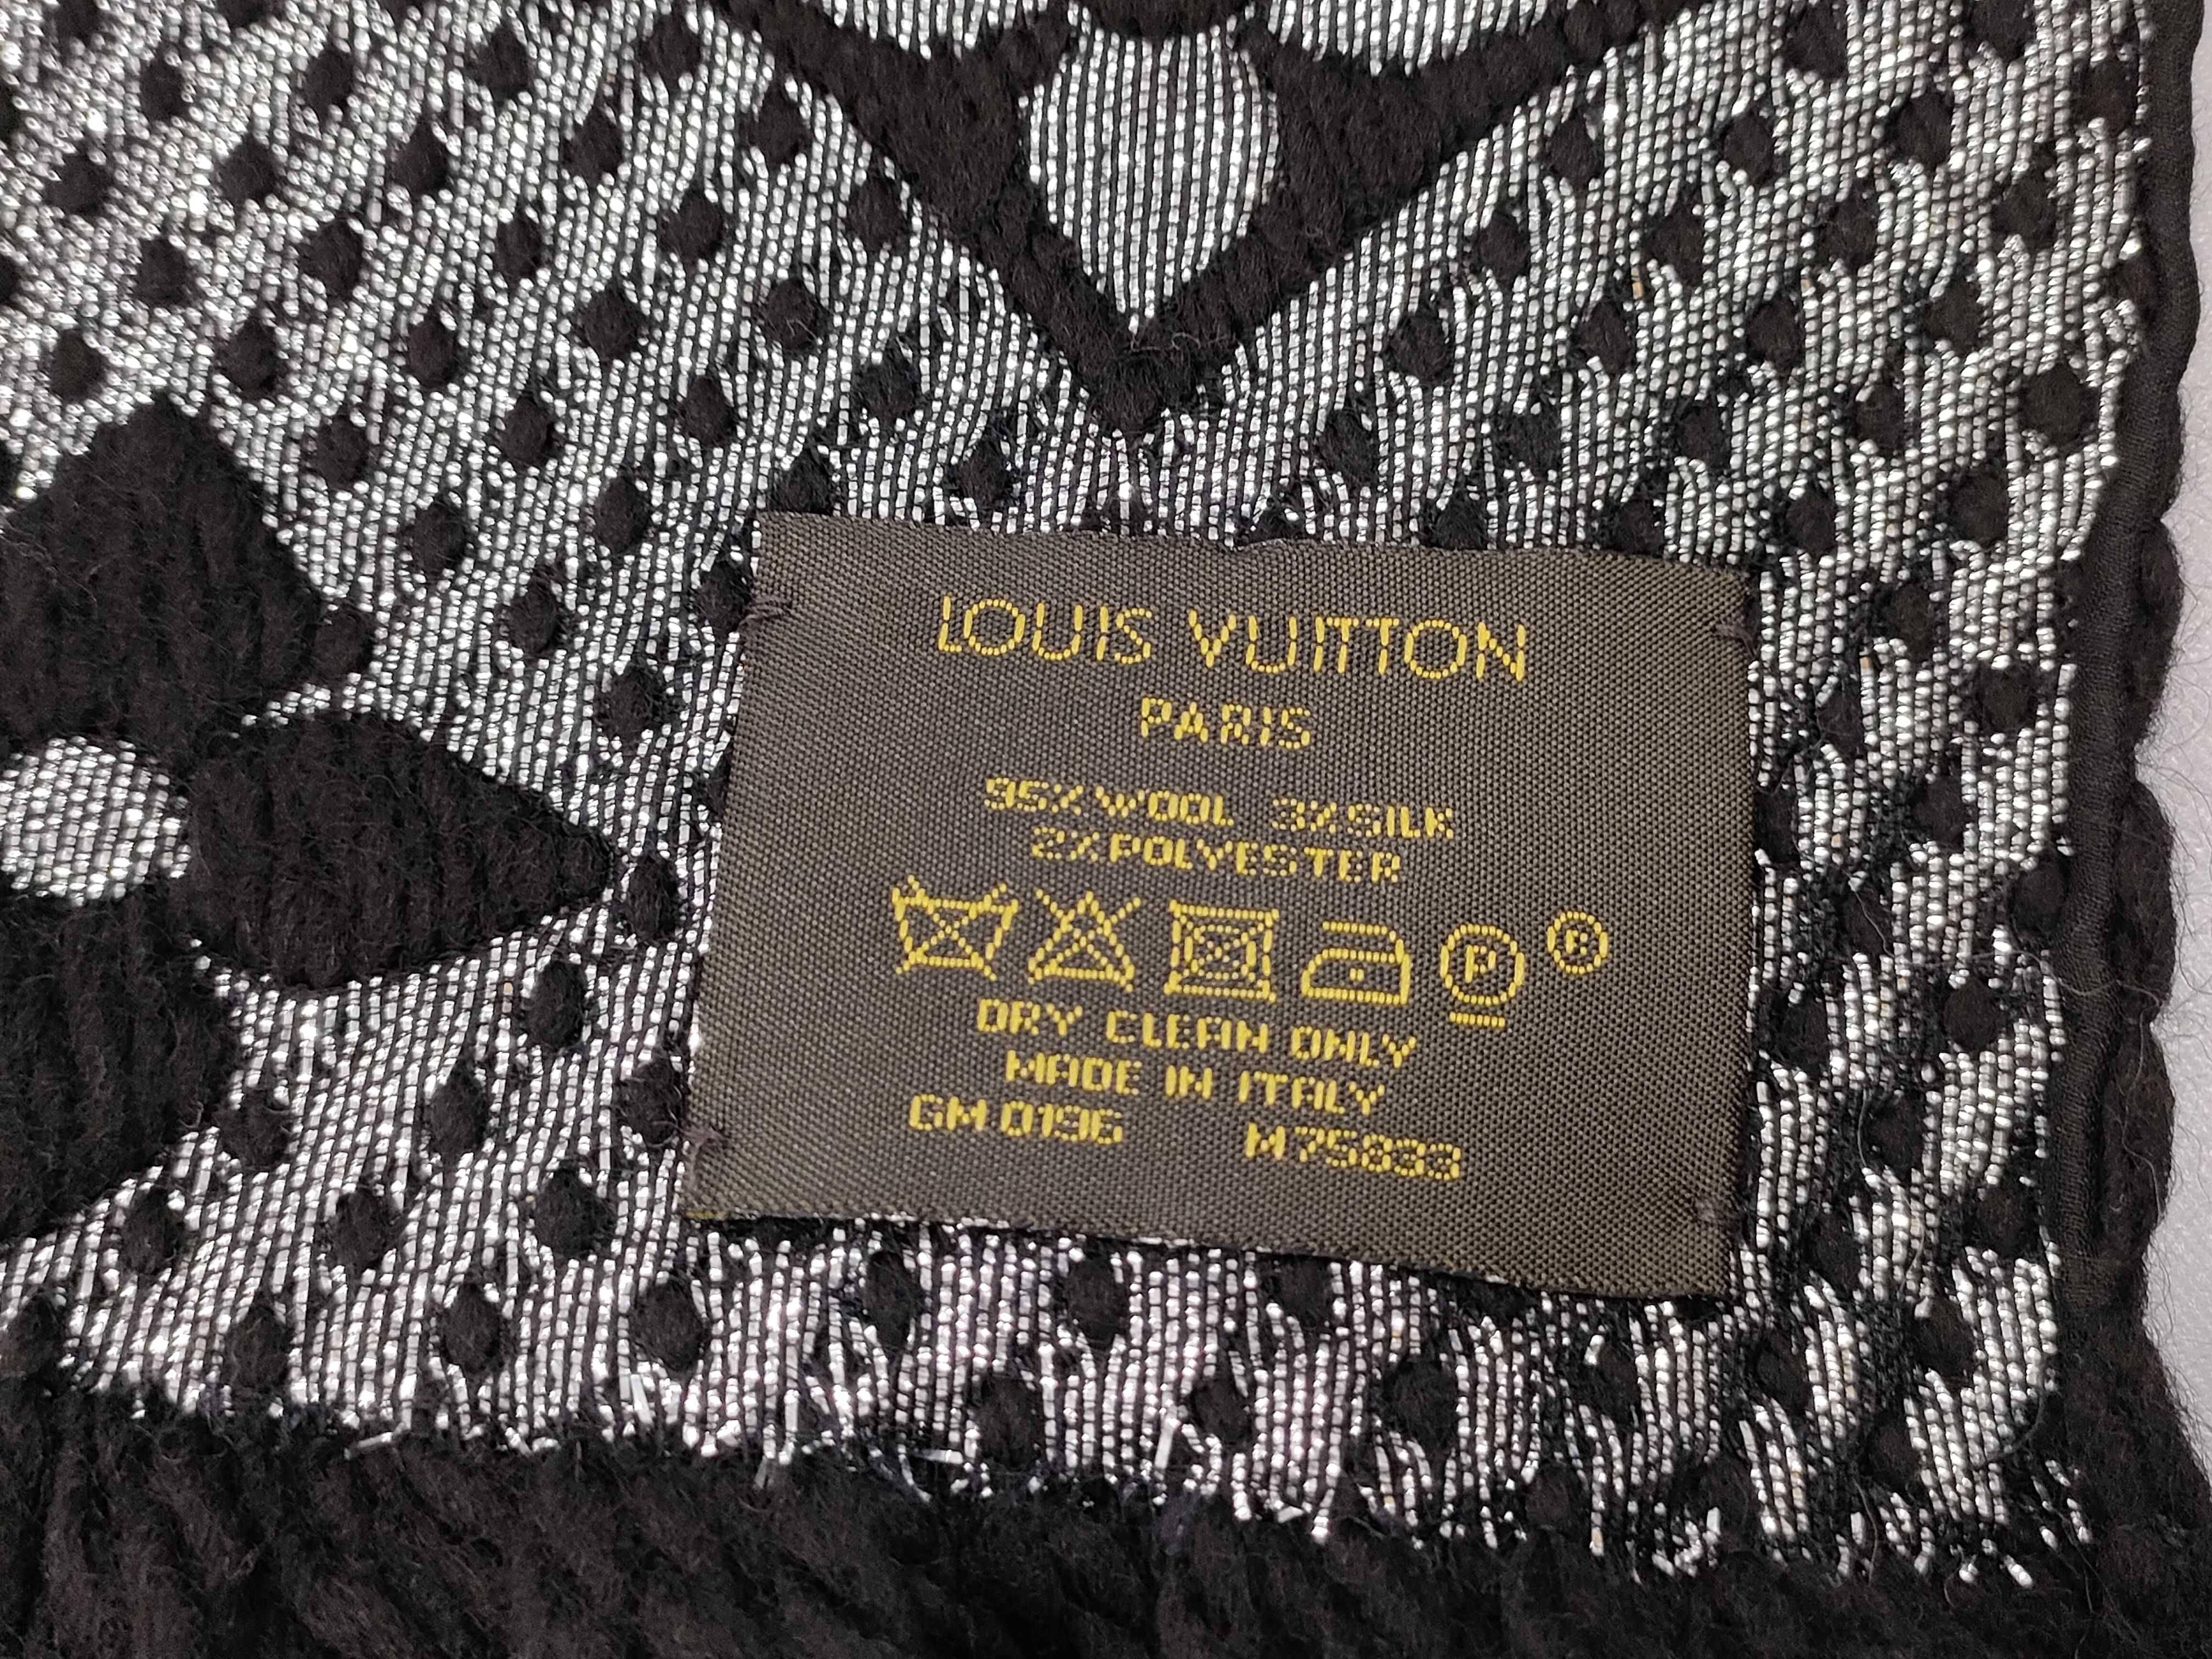 LOUIS VUITTON
PARIS
95% WOOL 3% SILK
2% POLYESTER
P ®
DRY CLEAN ONLY
MADE IN ITALY
GM 0196 M75833